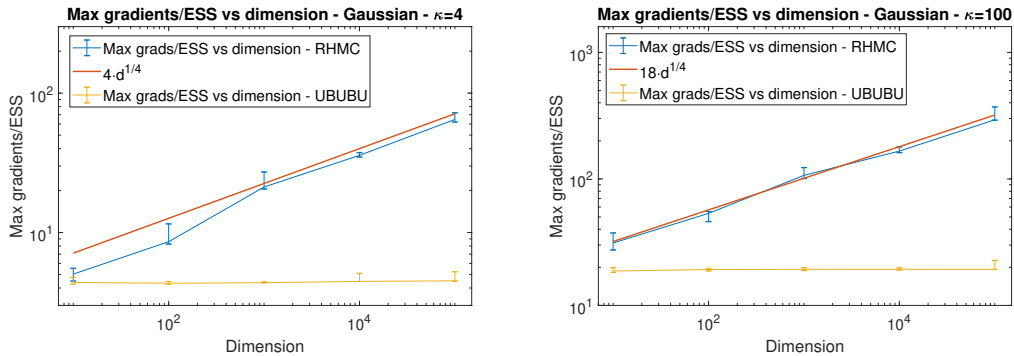 Max gradients/ESS vs dimension - Gaussian - κ=4
Max grads/ESS vs dimension - RHMC
4·d^{1/4}
Max grads/ESS vs dimension - UBUBU
10^2
10^1
Max gradients/ESS
10^2
10^4
Dimension
Max gradients/ESS vs dimension - Gaussian - κ=100
Max grads/ESS vs dimension - RHMC
18·d^{1/4}
Max grads/ESS vs dimension - UBUBU
10^3
10^2
10^1
Max gradients/ESS
10^2
10^4
Dimension